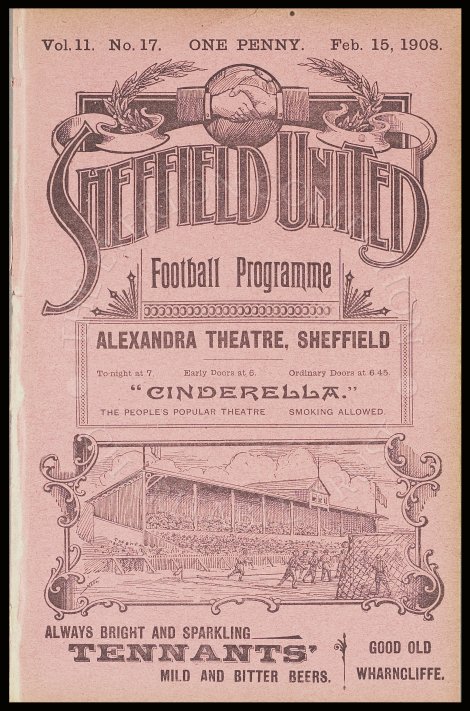 Vol. 11. No. 17. ONE PENNY. Feb. 15, 1908.
SHEFFIELD UNITED
Football Programme
ALEXANDRA THEATRE, SHEFFIELD
To-night at 7. Early Doors at 6. Ordinary Doors at 6 45.
"CINDERELLA."
THE PEOPLE'S POPULAR THEATRE SMOKING ALLOWED.
ALWAYS BRIGHT AND SPARKLING
TENNANTS'
MILD AND BITTER BEERS.
GOOD OLD
WHARNCLIFFE.